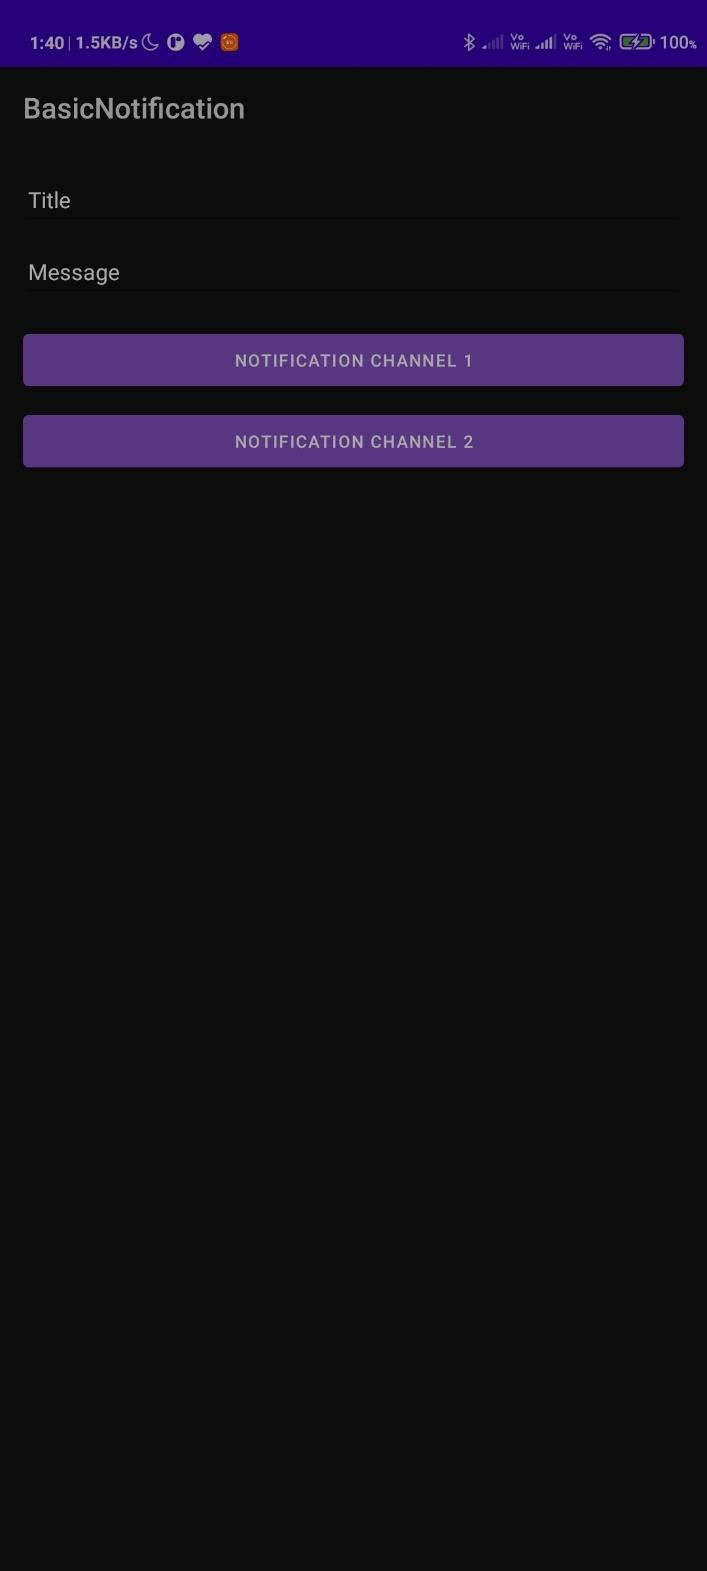 1:40 | 1.5KB/s Vo WiFi Vo WiFi 100%
BasicNotification
Title
Message
NOTIFICATION CHANNEL 1
NOTIFICATION CHANNEL 2